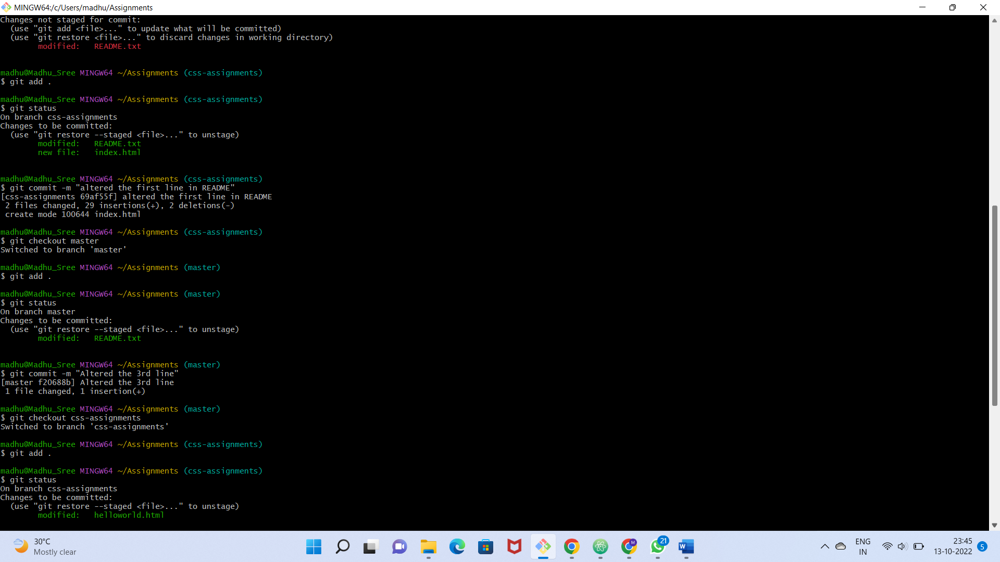 MINGW64:/c/Users/madhu/Assignments
Changes not staged for commit:
  (use "git add <file>..." to update what will be committed)
  (use "git restore <file>..." to discard changes in working directory)
        modified:   README.txt
madhu@Madhu_Sree MINGW64 ~/Assignments (css-assignments)
$ git add .
madhu@Madhu_Sree MINGW64 ~/Assignments (css-assignments)
$ git status
On branch css-assignments
Changes to be committed:
  (use "git restore --staged <file>..." to unstage)
        modified:   README.txt
        new file:   index.html
madhu@Madhu_Sree MINGW64 ~/Assignments (css-assignments)
$ git commit -m "altered the first line in README"
[css-assignments 69af55f] altered the first line in README
 2 files changed, 29 insertions(+), 2 deletions(-)
 create mode 100644 index.html
madhu@Madhu_Sree MINGW64 ~/Assignments (css-assignments)
$ git checkout master
Switched to branch 'master'
madhu@Madhu_Sree MINGW64 ~/Assignments (master)
$ git add .
madhu@Madhu_Sree MINGW64 ~/Assignments (master)
$ git status
On branch master
Changes to be committed:
  (use "git restore --staged <file>..." to unstage)
        modified:   README.txt
madhu@Madhu_Sree MINGW64 ~/Assignments (master)
$ git commit -m "Altered the 3rd line"
[master f20688b] Altered the 3rd line
 1 file changed, 1 insertion(+)
madhu@Madhu_Sree MINGW64 ~/Assignments (master)
$ git checkout css-assignments
Switched to branch 'css-assignments'
madhu@Madhu_Sree MINGW64 ~/Assignments (css-assignments)
$ git add .
madhu@Madhu_Sree MINGW64 ~/Assignments (css-assignments)
$ git status
On branch css-assignments
Changes to be committed:
  (use "git restore --staged <file>..." to unstage)
        modified:   helloworld.html
30°C
Mostly clear
M
21
W
ENG
IN
23:45
13-10-2022
5